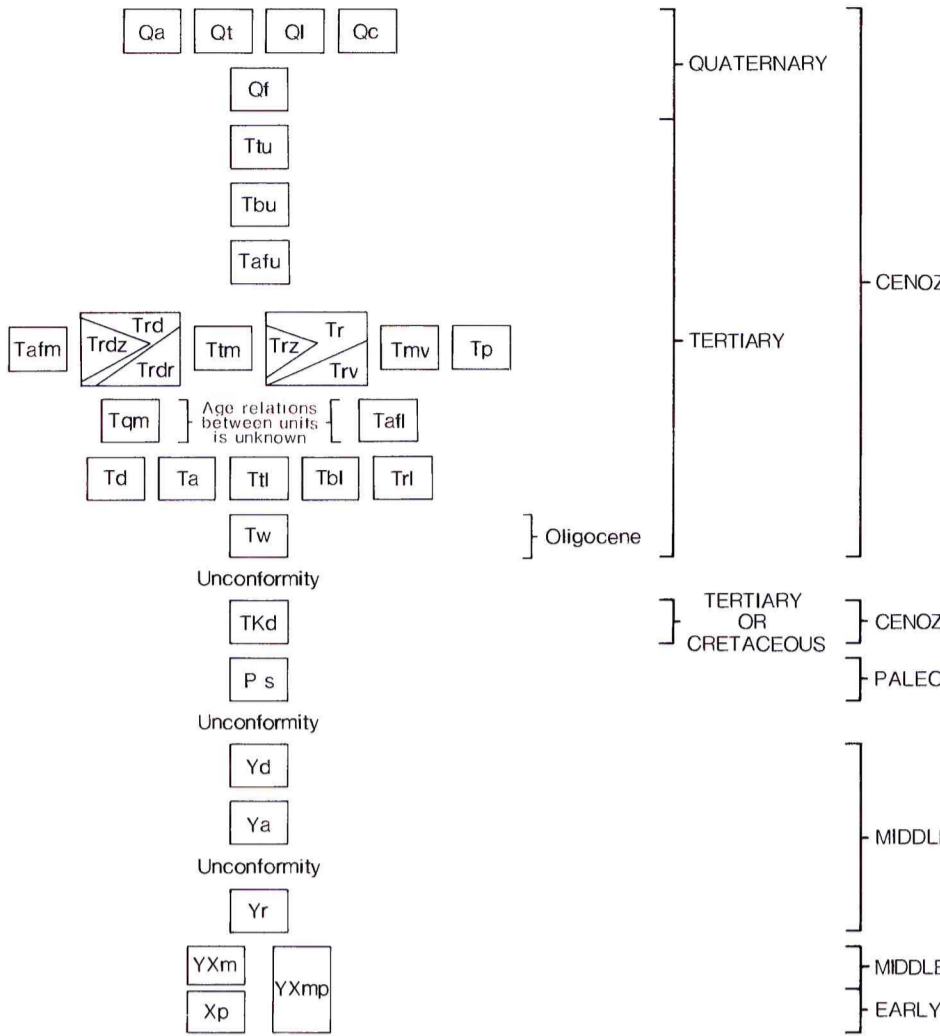 Qa Qt Ql Qc
QUATERNARY
Qf
Ttu
Tbu
Tafu
CENOZ
Tafm Trdz Trd Trdr Ttm Trz Tr Trv Tmv Tp
TERTIARY
Tqm Age relations between units is unknown Tafl
Td Ta Ttl Tbl Trl
Tw Oligocene
Unconformity
TKd TERTIARY OR CRETACEOUS CENOZ
P s PALEO
Unconformity
Yd
Ya
MIDDLE
Unconformity
Yr
YXm YXmp MIDDLE
Xp EARLY